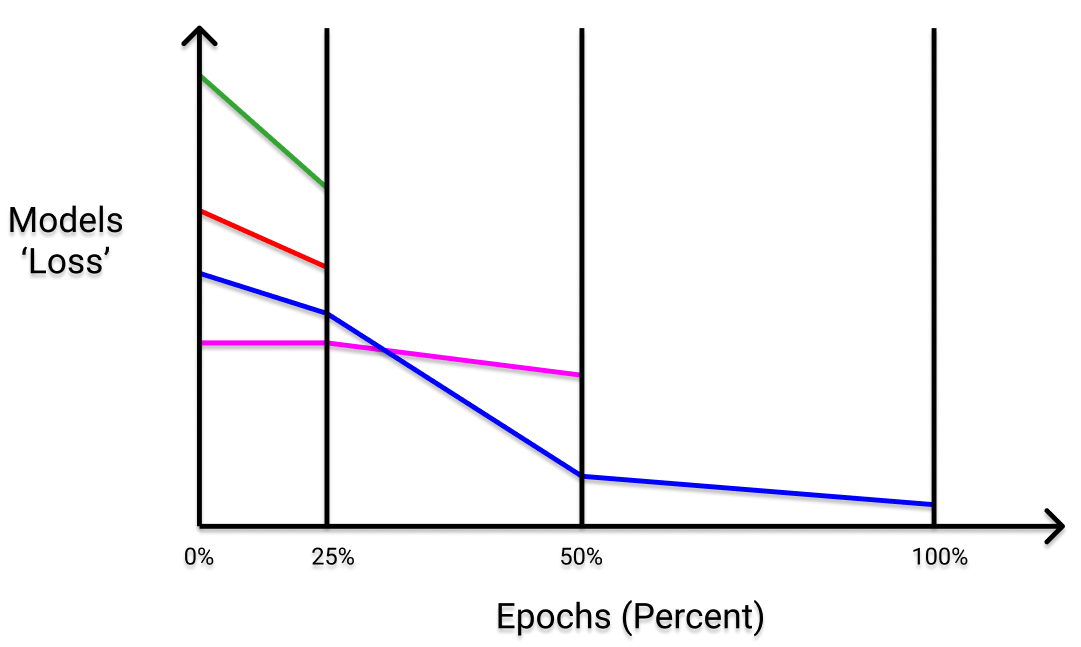 Models
‘Loss’
0%
25%
50%
100%
Epochs (Percent)